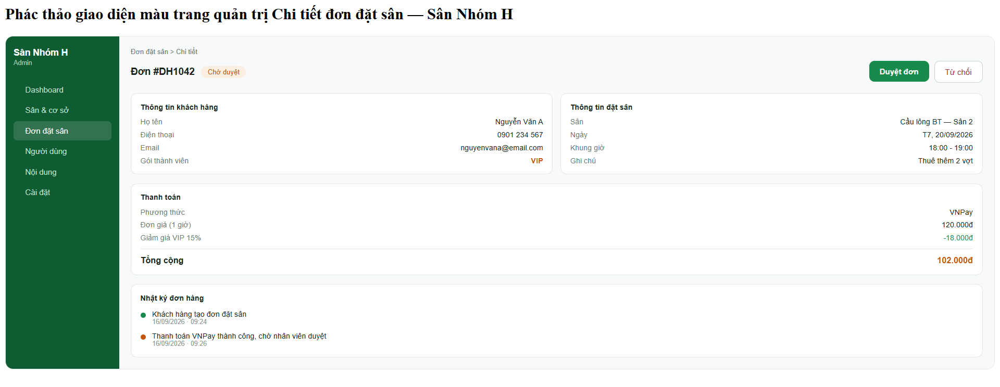 Phác thảo giao diện màu trang quản trị Chi tiết đơn đặt sân — Sân Nhóm H
Sân Nhóm H
Admin
Dashboard
Sân & cơ sở
Đơn đặt sân
Người dùng
Nội dung
Cài đặt
Đơn đặt sân > Chi tiết
Đơn #DH1042 Chờ duyệt
Duyệt đơn Từ chối
Thông tin khách hàng
Họ tên Nguyễn Văn A
Điện thoại 0901 234 567
Email nguyenvana@email.com
Gói thành viên VIP
Thông tin đặt sân
Sân Cầu lông BT — Sân 2
Ngày T7, 20/09/2026
Khung giờ 18:00 - 19:00
Ghi chú Thuê thêm 2 vợt
Thanh toán
Phương thức VNPay
Đơn giá (1 giờ) 120.000đ
Giảm giá VIP 15% -18.000đ
Tổng cộng 102.000đ
Nhật ký đơn hàng
Khách hàng tạo đơn đặt sân
16/09/2026 · 09:24
Thanh toán VNPay thành công, chờ nhân viên duyệt
16/09/2026 · 09:26